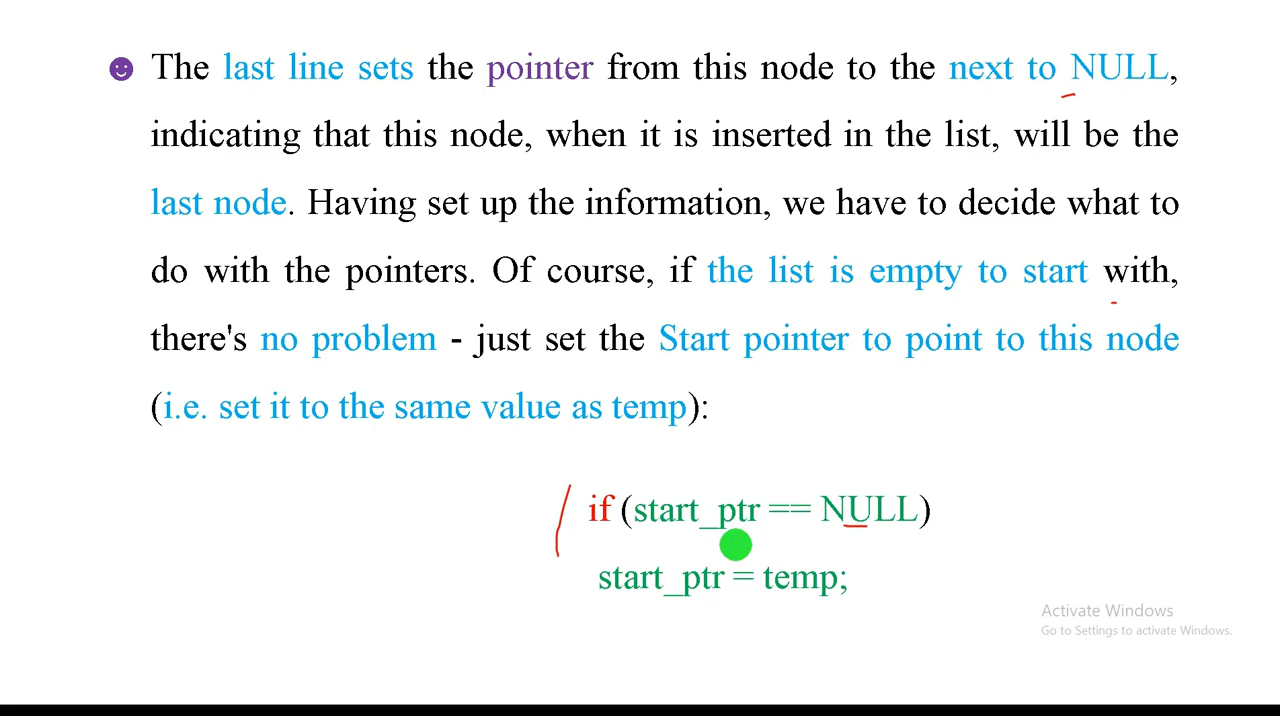 The last line sets the pointer from this node to the next to NULL,
indicating that this node, when it is inserted in the list, will be the
last node. Having set up the information, we have to decide what to
do with the pointers. Of course, if the list is empty to start with,
there's no problem - just set the Start pointer to point to this node
(i.e. set it to the same value as temp):
if (start_ptr == NULL)
start_ptr = temp;
Activate Windows
Go to Settings to activate Windows.